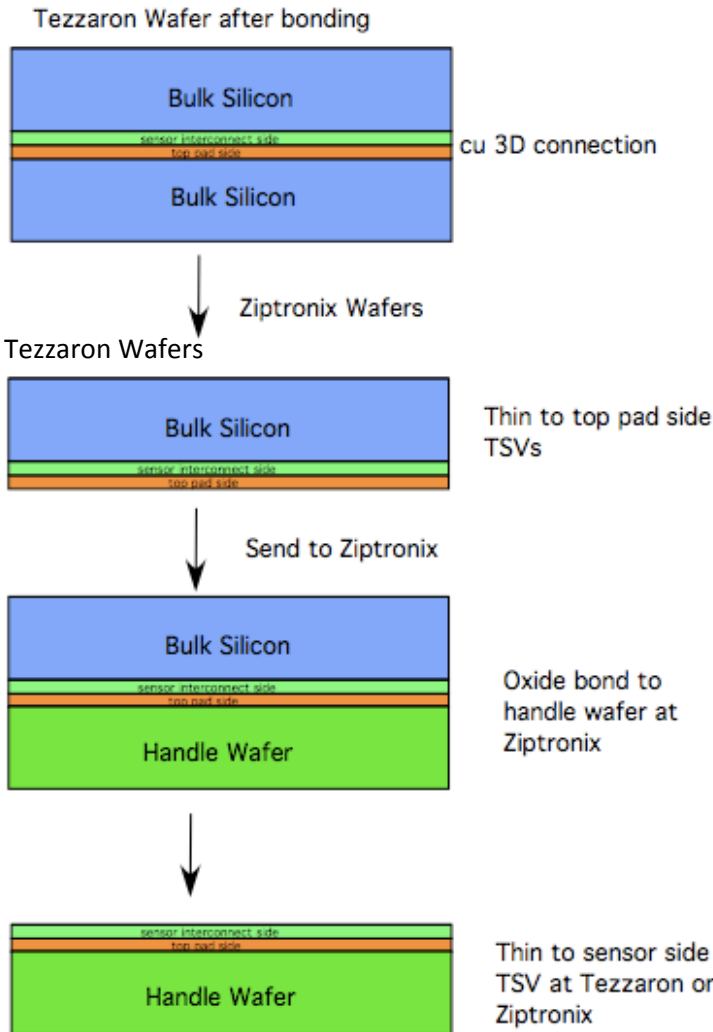 Tezzaron Wafer after bonding
Bulk Silicon
sensor interconnect side
top pad side
cu 3D connection
Bulk Silicon
Ziptronix Wafers
Tezzaron Wafers
Bulk Silicon
Thin to top pad side
TSVs
sensor interconnect side
top pad side
Send to Ziptronix
Bulk Silicon
sensor interconnect side
top pad side
Handle Wafer
Oxide bond to
handle wafer at
Ziptronix
sensor interconnect side
top pad side
Handle Wafer
Thin to sensor side
TSV at Tezzaron or
Ziptronix